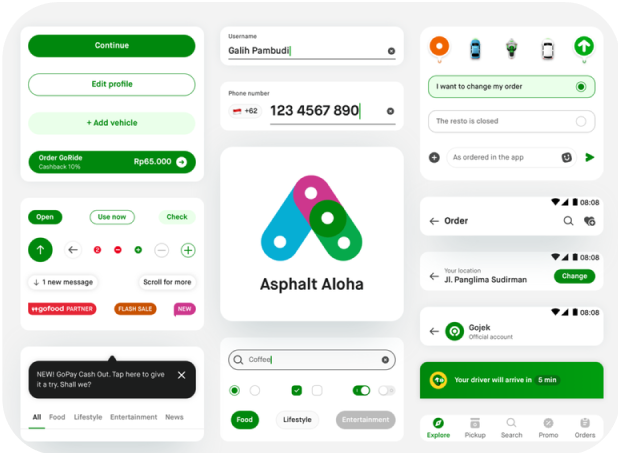 Continue
Edit profile
+ Add vehicle
Order GoRide
Cashback 10%
Rp65.000
Open
Use now
Check
2
1 new message
Scroll for more
gofood PARTNER
FLASH SALE
NEW
NEW! GoPay Cash Out. Tap here to give
it a try. Shall we?
All
Food
Lifestyle
Entertainment
News
Username
Galih Pambudi
Phone number
+62
123 4567 890
Asphalt Aloha
Coffee
Food
Lifestyle
Entertainment
I want to change my order
The resto is closed
As ordered in the app
08:08
Order
08:08
Your location
Jl. Panglima Sudirman
Change
08:08
Gojek
Official account
Your driver will arrive in 5 min
Explore
Pickup
Search
Promo
Orders